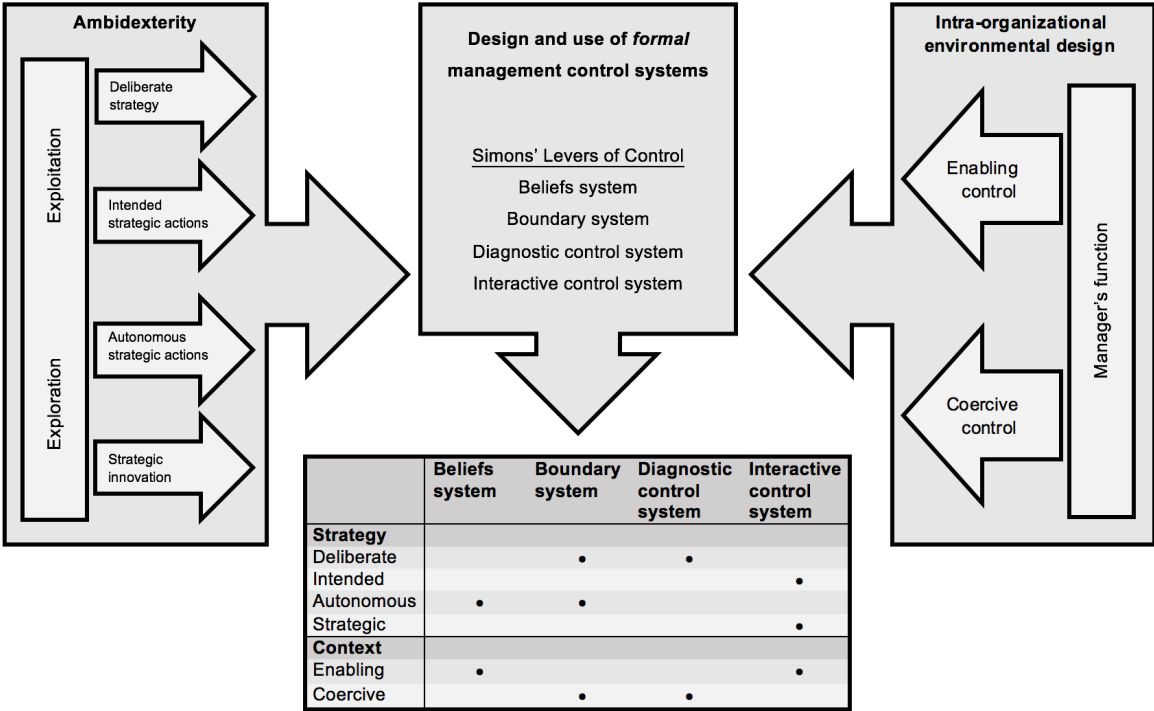 Ambidexterity
Exploitation
Exploration
Deliberate
strategy
Intended
strategic actions
Autonomous
strategic actions
Strategic
innovation
Design and use of formal
management control systems
Simons' Levers of Control
Beliefs system
Boundary system
Diagnostic control system
Interactive control system
Intra-organizational
environmental design
Enabling
control
Coercive
control
Manager's function
Beliefs system Boundary system Diagnostic control system Interactive control system
Strategy
Deliberate • •
Intended •
Autonomous • •
Strategic •
Context
Enabling • •
Coercive • •